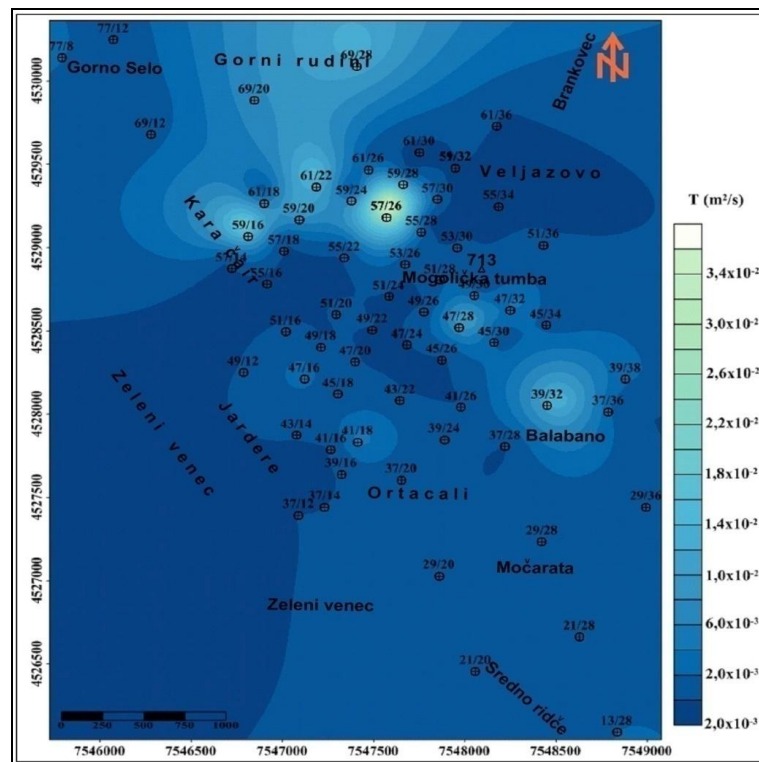 77/12
77/8
Gorno Selo
Gorni rudini
69/28
Brankovec
N
69/20
69/12
61/36
61/30
59/32
61/26
Veljazovo
61/22
59/28
61/18
59/24
57/26
57/30
55/34
T (m²/s)
Kara čair
59/20
59/16
55/28
57/18
55/22
53/26
53/30
51/36
57/14
55/16
713
51/28
Mogolička tumba
49/30
51/24
51/20
49/26
47/32
51/16
49/22
47/28
45/34
49/18
47/24
45/30
47/20
45/26
49/12
47/16
39/38
45/18
43/22
41/26
39/32
37/36
Zeleni venec
Jardere
43/14
41/18
41/16
39/24
37/28
Balabano
39/16
37/20
37/14
Ortacali
37/12
29/36
29/28
29/20
Močarata
Zeleni venec
21/28
21/20
Sredno ridče
13/28
0 250 500 750 1000
4530000
4529500
4529000
4528500
4528000
4527500
4527000
4526500
7546000 7546500 7547000 7547500 7548000 7548500 7549000
3,4x10⁻²
3,0x10⁻²
2,6x10⁻²
2,2x10⁻²
1,8x10⁻²
1,4x10⁻²
1,0x10⁻²
6,0x10⁻³
2,0x10⁻³
2,0x10⁻³